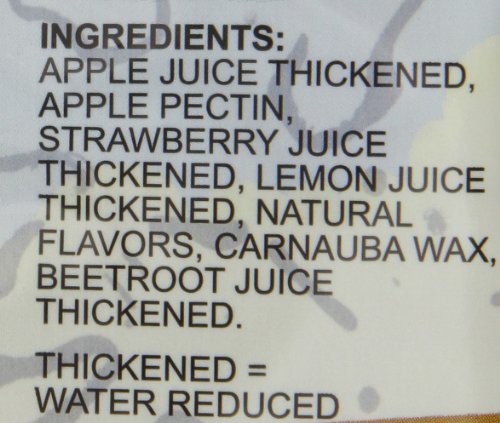 INGREDIENTS:
APPLE JUICE THICKENED,
APPLE PECTIN,
STRAWBERRY JUICE
THICKENED, LEMON JUICE
THICKENED, NATURAL
FLAVORS, CARNAUBA WAX,
BEETROOT JUICE
THICKENED.
THICKENED =
WATER REDUCED